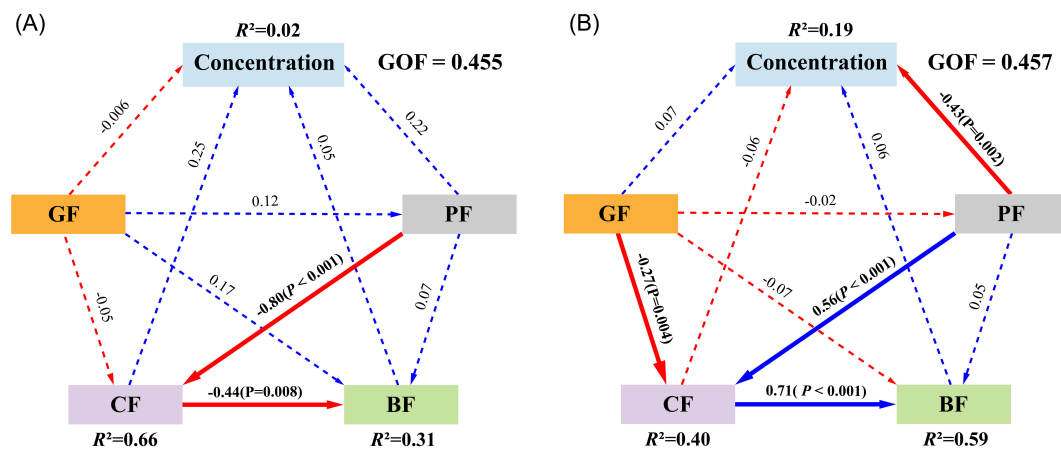 (A)
R²=0.02
Concentration
GOF = 0.455
-0.006
0.25
0.05
0.22
GF
0.12
PF
-0.05
0.17
-0.80(P < 0.001)
0.07
CF
-0.44(P=0.008)
BF
R²=0.66
R²=0.31
(B)
R²=0.19
Concentration
GOF = 0.457
0.07
-0.06
0.06
-0.43(P=0.002)
GF
-0.02
PF
-0.27(P=0.004)
-0.07
0.56(P < 0.001)
0.05
CF
0.71( P < 0.001)
BF
R²=0.40
R²=0.59